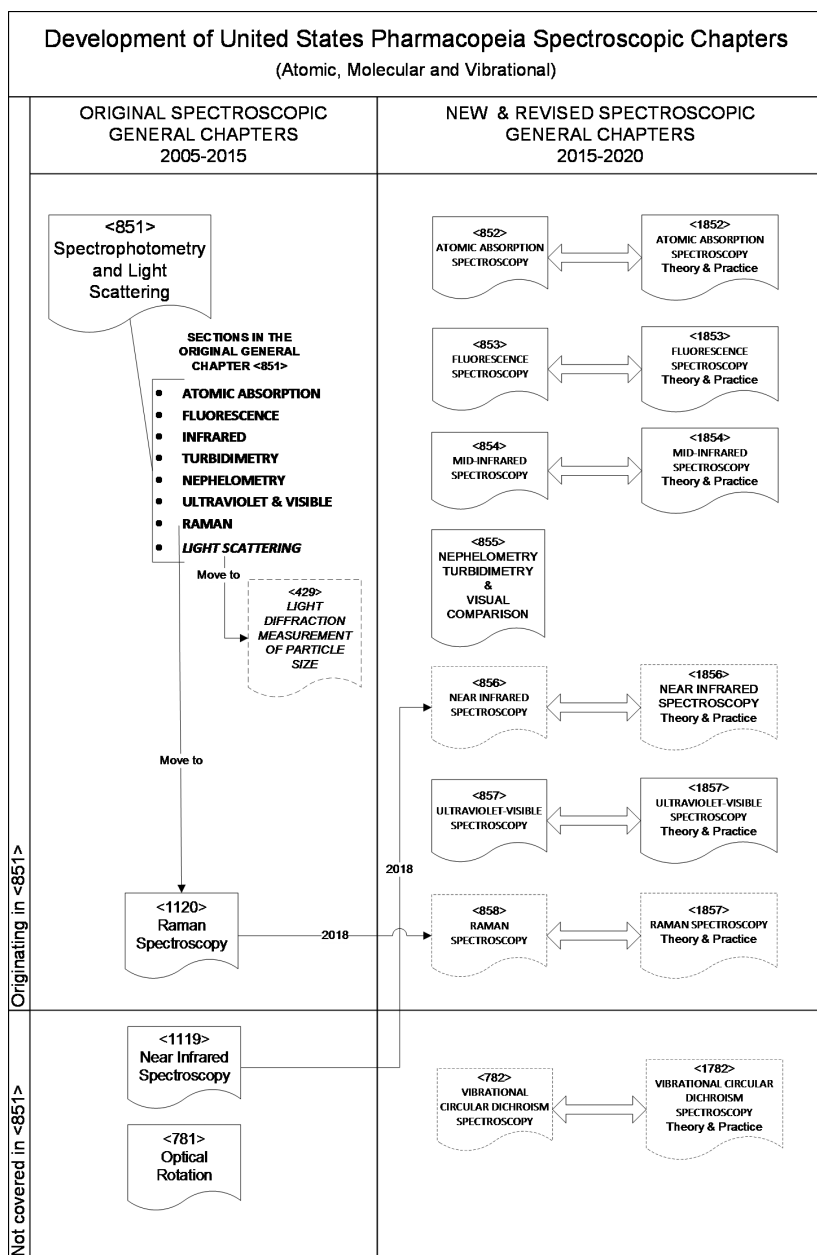 Development of United States Pharmacopeia Spectroscopic Chapters
(Atomic, Molecular and Vibrational)
ORIGINAL SPECTROSCOPIC
GENERAL CHAPTERS
2005-2015
NEW & REVISED SPECTROSCOPIC
GENERAL CHAPTERS
2015-2020
Originating in <851>
<851>
Spectrophotometry
and Light
Scattering
SECTIONS IN THE
ORIGINAL GENERAL
CHAPTER <851>
• ATOMIC ABSORPTION
• FLUORESCENCE
• INFRARED
• TURBIDIMETRY
• NEPHELOMETRY
• ULTRAVIOLET & VISIBLE
• RAMAN
• LIGHT SCATTERING
Move to
<429>
LIGHT
DIFFRACTION
MEASUREMENT
OF PARTICLE
SIZE
Move to
<1120>
Raman
Spectroscopy
2018
<852>
ATOMIC ABSORPTION
SPECTROSCOPY
<1852>
ATOMIC ABSORPTION
SPECTROSCOPY
Theory & Practice
<853>
FLUORESCENCE
SPECTROSCOPY
<1853>
FLUORESCENCE
SPECTROSCOPY
Theory & Practice
<854>
MID-INFRARED
SPECTROSCOPY
<1854>
MID-INFRARED
SPECTROSCOPY
Theory & Practice
<855>
NEPHELOMETRY
TURBIDIMETRY
&
VISUAL
COMPARISON
<856>
NEAR INFRARED
SPECTROSCOPY
<1856>
NEAR INFRARED
SPECTROSCOPY
Theory & Practice
<857>
ULTRAVIOLET-VISIBLE
SPECTROSCOPY
<1857>
ULTRAVIOLET-VISIBLE
SPECTROSCOPY
Theory & Practice
2018
<858>
RAMAN
SPECTROSCOPY
<1857>
RAMAN SPECTROSCOPY
Theory & Practice
Not covered in <851>
<1119>
Near Infrared
Spectroscopy
<781>
Optical
Rotation
<782>
VIBRATIONAL
CIRCULAR DICHROISM
SPECTROSCOPY
<1782>
VIBRATIONAL CIRCULAR
DICHROISM
SPECTROSCOPY
Theory & Practice